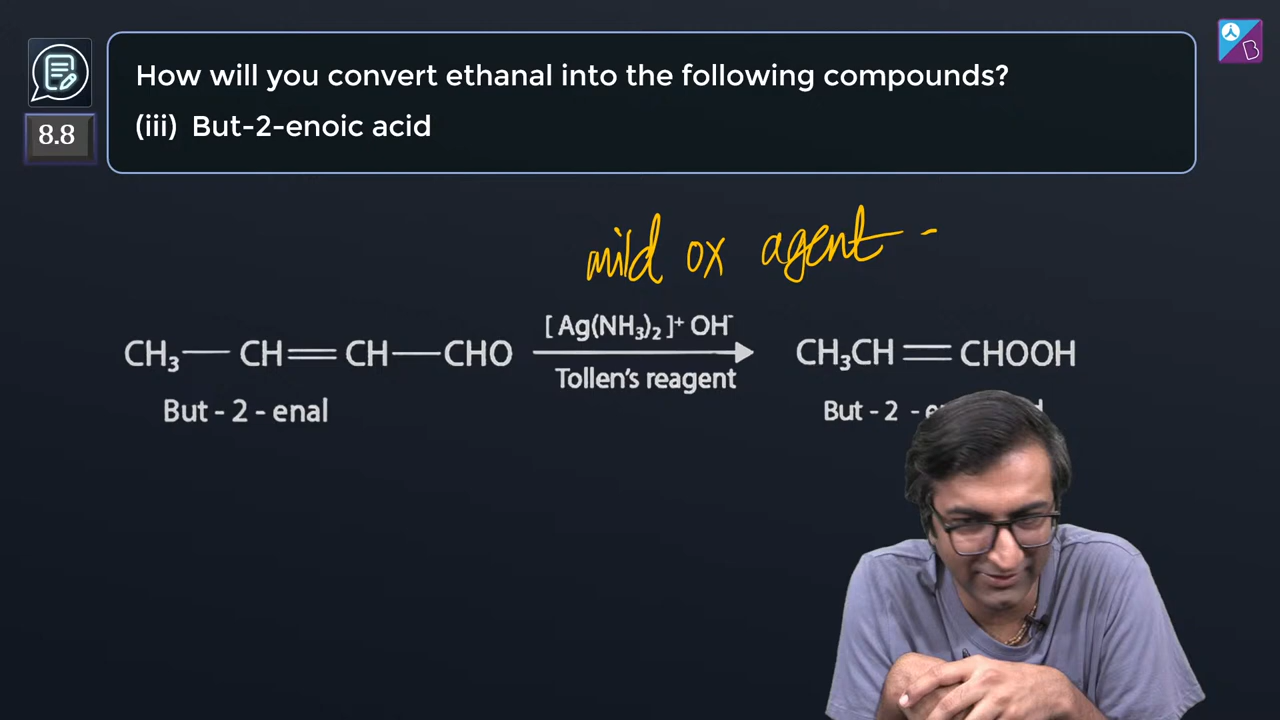 How will you convert ethanal into the following compounds?
(iii) But-2-enoic acid
8.8
B
mild ox agent -
[ Ag(NH₃)₂ ]⁺ OH⁻
CH₃—CH=CH—CHO → CH₃CH=CHOOH
Tollen's reagent
But - 2 - enal
But - 2 -